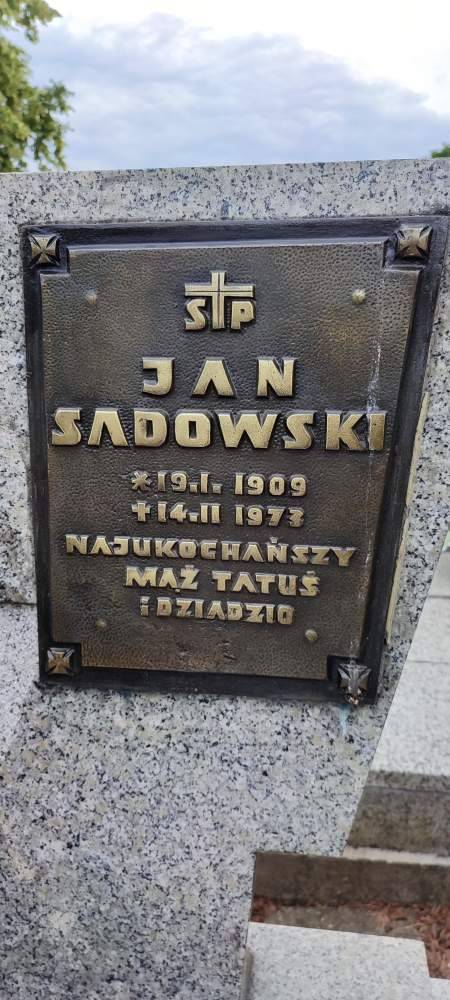 Ś✝P
JAN
SADOWSKI
* 19.I. 1909
✝ 14.II 1973
NAJUKOCHAŃSZY
MĄŻ TATUŚ
i DZIADZIO